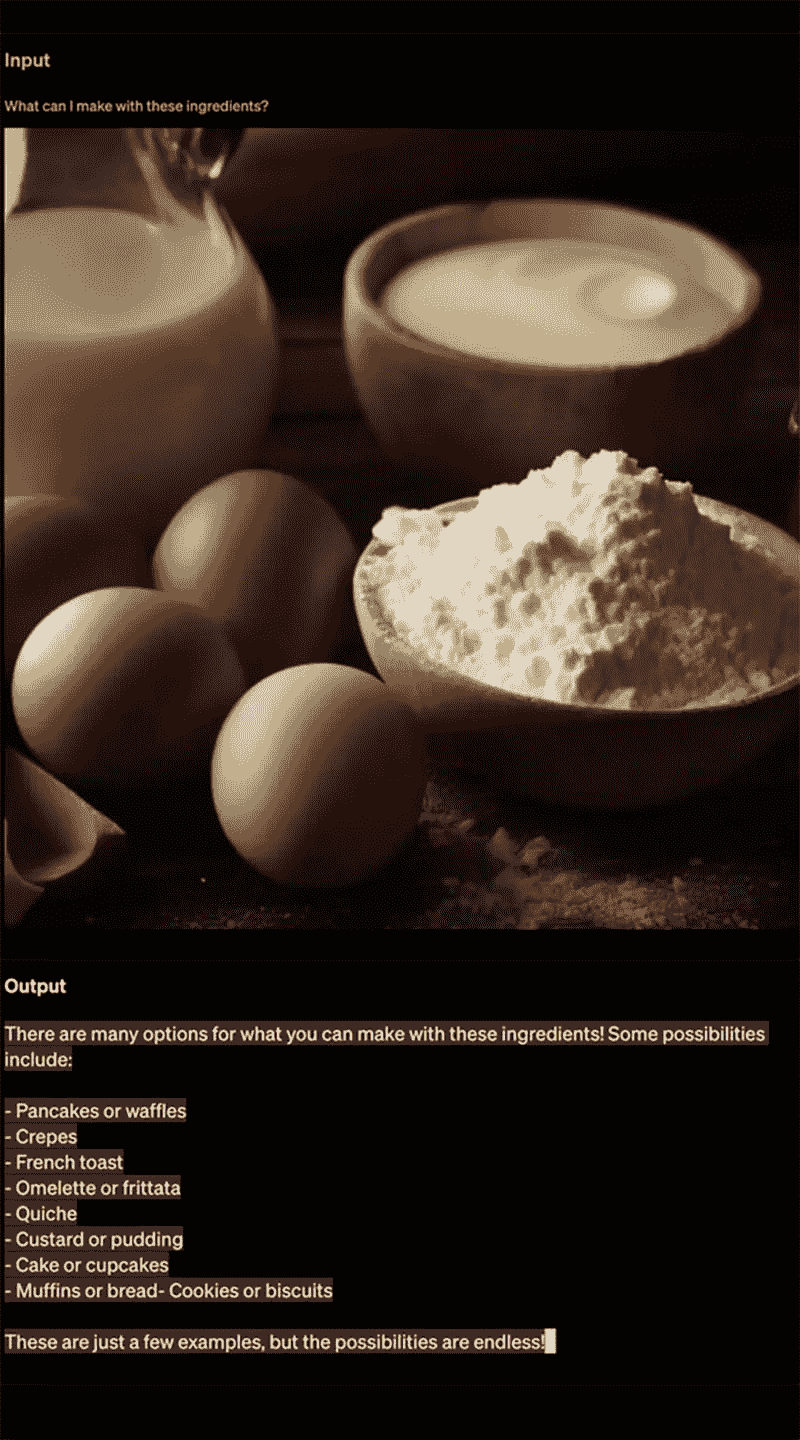 Input
What can I make with these ingredients?
Output
There are many options for what you can make with these ingredients! Some possibilities
include:
- Pancakes or waffles
- Crepes
- French toast
- Omelette or frittata
- Quiche
- Custard or pudding
- Cake or cupcakes
- Muffins or bread- Cookies or biscuits
These are just a few examples, but the possibilities are endless!